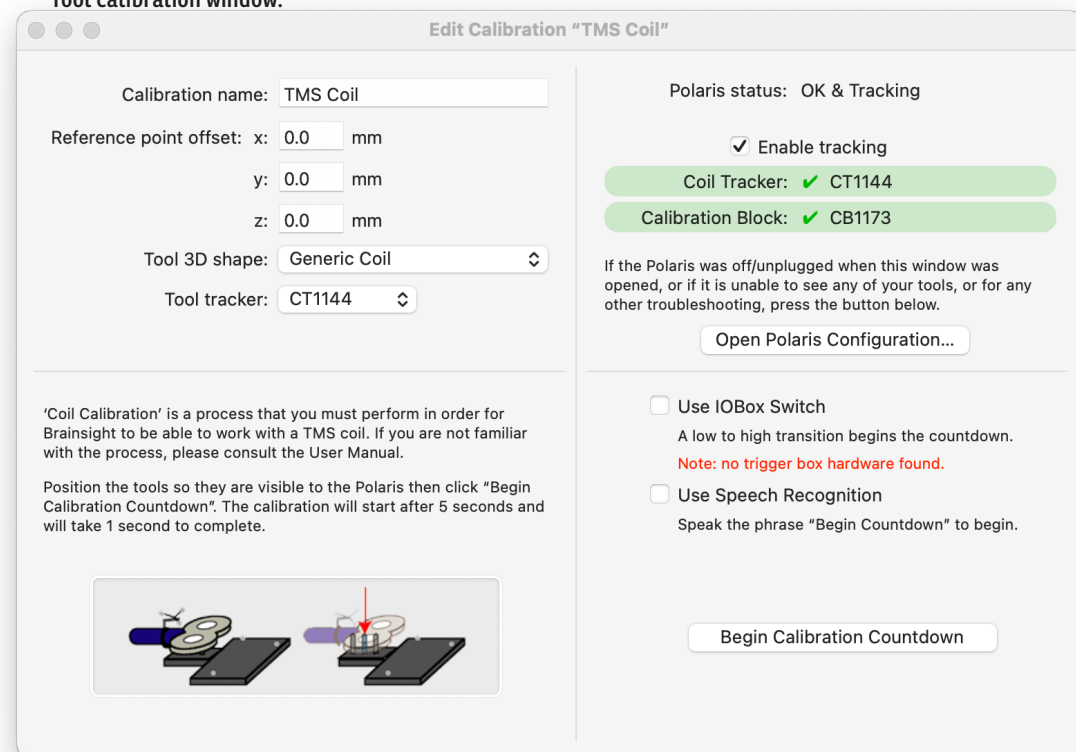 Tool calibration window.
Edit Calibration “TMS Coil”
Calibration name: TMS Coil
Reference point offset: x: 0.0 mm
y: 0.0 mm
z: 0.0 mm
Tool 3D shape: Generic Coil
Tool tracker: CT1144
‘Coil Calibration’ is a process that you must perform in order for
Brainsight to be able to work with a TMS coil. If you are not familiar
with the process, please consult the User Manual.
Position the tools so they are visible to the Polaris then click “Begin
Calibration Countdown”. The calibration will start after 5 seconds and
will take 1 second to complete.
Polaris status: OK & Tracking
Enable tracking
Coil Tracker: ✔ CT1144
Calibration Block: ✔ CB1173
If the Polaris was off/unplugged when this window was
opened, or if it is unable to see any of your tools, or for any
other troubleshooting, press the button below.
Open Polaris Configuration...
Use IOBox Switch
A low to high transition begins the countdown.
Note: no trigger box hardware found.
Use Speech Recognition
Speak the phrase “Begin Countdown” to begin.
Begin Calibration Countdown